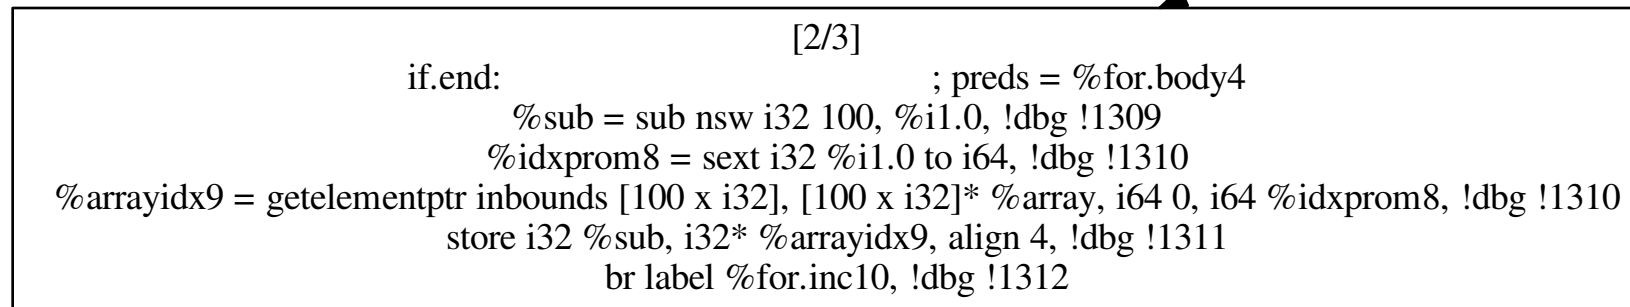 [2/3]
if.end: ; preds = %for.body4
%sub = sub nsw i32 100, %i1.0, !dbg !1309
%idxprom8 = sext i32 %i1.0 to i64, !dbg !1310
%arrayidx9 = getelementptr inbounds [100 x i32], [100 x i32]* %array, i64 0, i64 %idxprom8, !dbg !1310
store i32 %sub, i32* %arrayidx9, align 4, !dbg !1311
br label %for.inc10, !dbg !1312